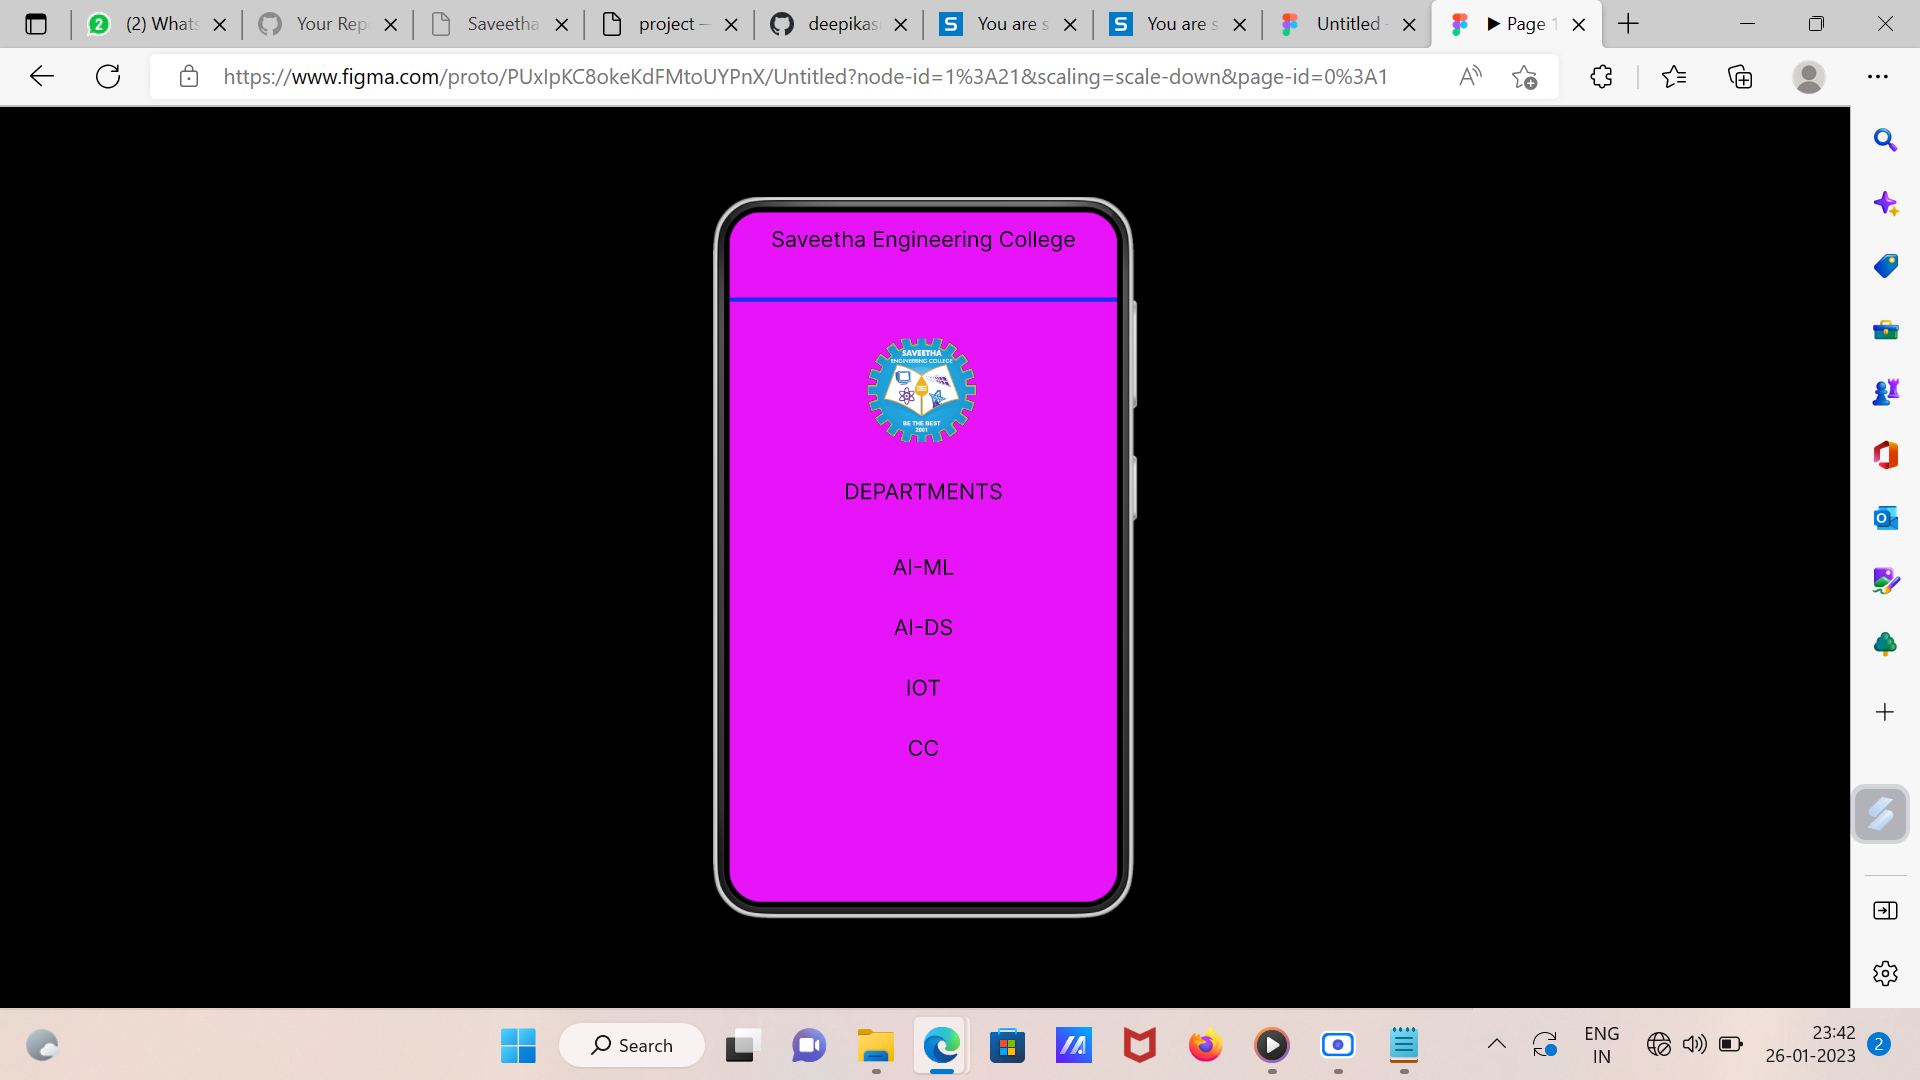 (2) Whats
Your Rep
Saveetha
project –
deepikas
You are s
You are s
Untitled
Page 1
https://www.figma.com/proto/PUxIpKC8okeKdFMtoUYPnX/Untitled?node-id=1%3A21&scaling=scale-down&page-id=0%3A1
Saveetha Engineering College
SAVEETHA
ENGINEERING COLLEGE
BE THE BEST
2001
DEPARTMENTS
AI-ML
AI-DS
IOT
CC
Search
ENG
IN
23:42
26-01-2023
2